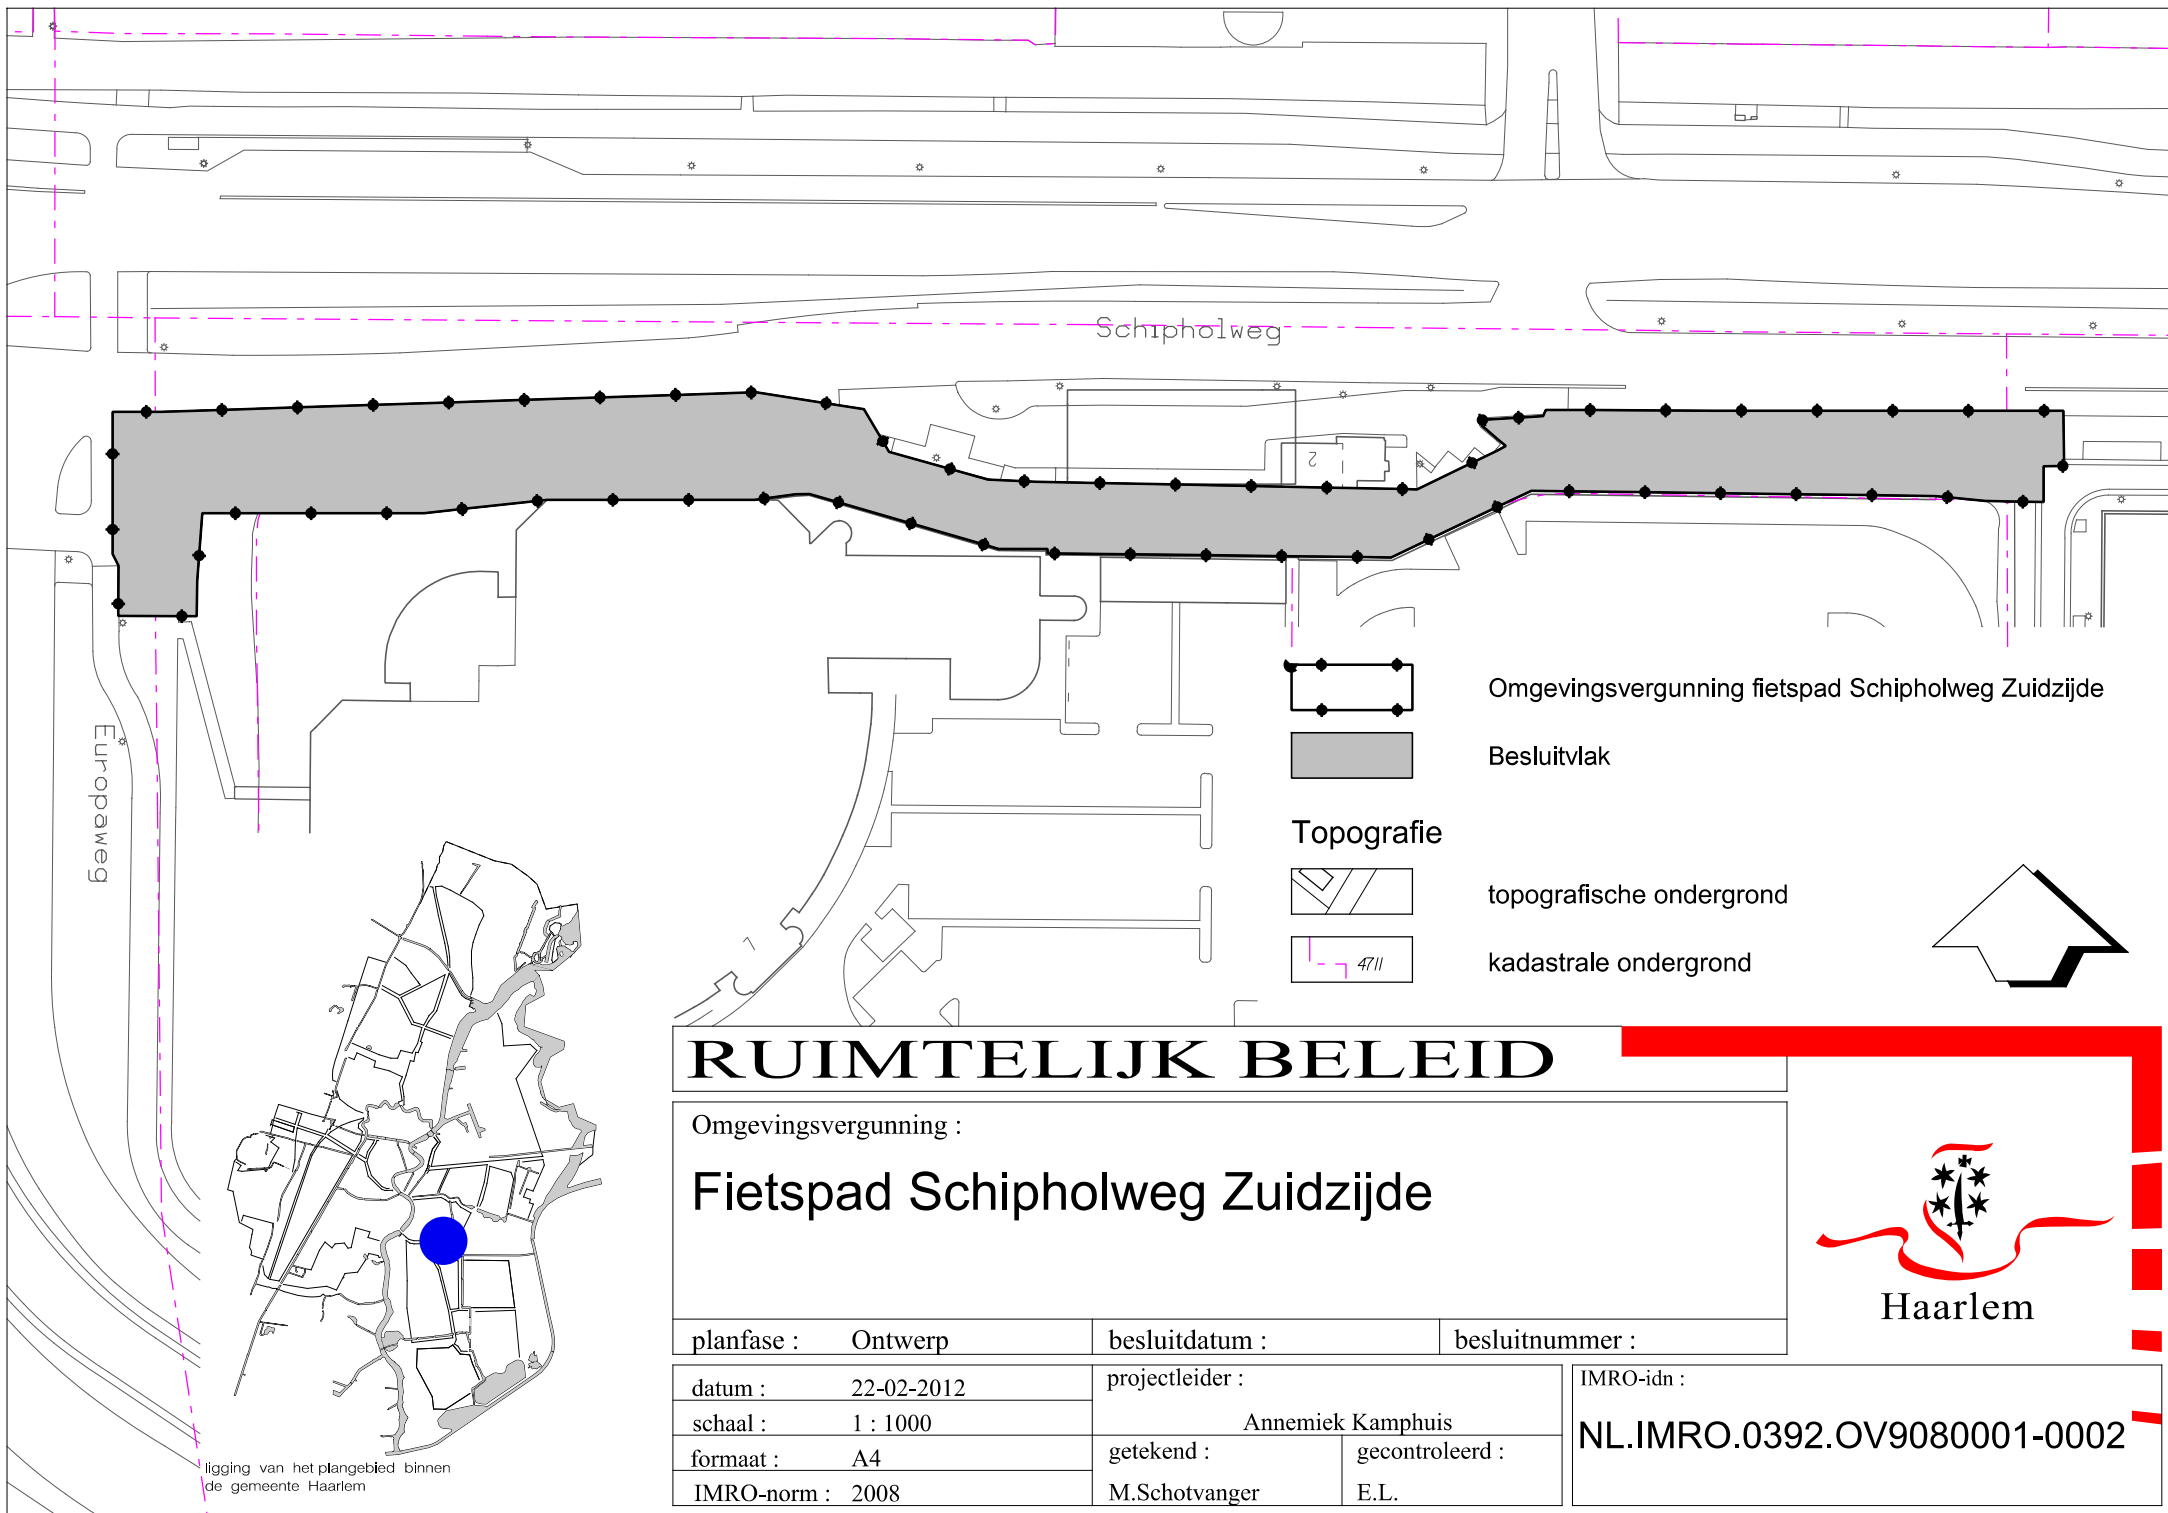 Schipholweg
2
Europaweg
Omgevingsvergunning fietspad Schipholweg Zuidzijde
Besluitvlak
Topografie
topografische ondergrond
4711
kadastrale ondergrond
RUIMTELIJK BELEID
Omgevingsvergunning :
Fietspad Schipholweg Zuidzijde
Haarlem
planfase : Ontwerp besluitdatum : besluitnummer :
datum : 22-02-2012
schaal : 1 : 1000
formaat : A4
IMRO-norm : 2008
projectleider :
Annemiek Kamphuis
getekend : gecontroleerd :
M.Schotvanger E.L.
IMRO-idn :
NL.IMRO.0392.OV9080001-0002
ligging van het plangebied binnen
de gemeente Haarlem